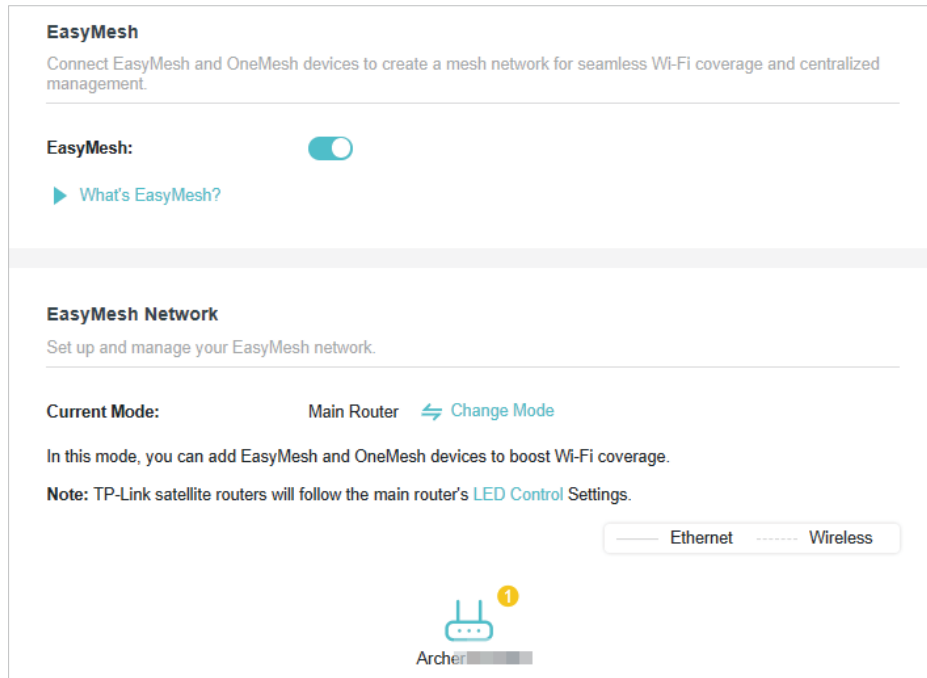 EasyMesh
Connect EasyMesh and OneMesh devices to create a mesh network for seamless Wi-Fi coverage and centralized
management.
EasyMesh:
What's EasyMesh?
EasyMesh Network
Set up and manage your EasyMesh network.
Current Mode: Main Router Change Mode
In this mode, you can add EasyMesh and OneMesh devices to boost Wi-Fi coverage.
Note: TP-Link satellite routers will follow the main router's LED Control Settings.
Ethernet Wireless
1
Archer